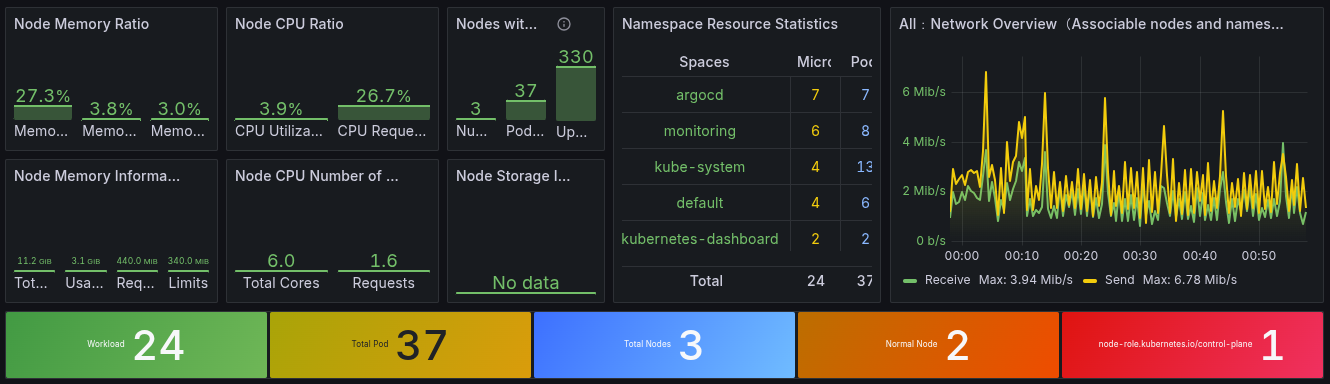 Node Memory Ratio
27.3%
3.8%
3.0%
Memo...
Memo...
Memo...
Node CPU Ratio
3.9%
26.7%
CPU Utiliza...
CPU Reque...
Nodes wit...
3
37
330
Nu...
Pod...
Up...
Namespace Resource Statistics
Spaces
argocd 7 7
monitoring 6 8
kube-system 4 13
default 4 6
kubernetes-dashboard 2 2
Total 24 37
All：Network Overview（Associable nodes and names...
6 Mib/s
4 Mib/s
2 Mib/s
0 b/s
00:00 00:10 00:20 00:30 00:40 00:50
Receive Max: 3.94 Mib/s Send Max: 6.78 Mib/s
Node Memory Informa...
11.2 GIB
3.1 GIB
440.0 MIB
340.0 MIB
Tot...
Usa...
Req...
Limits
Node CPU Number of ...
6.0
1.6
Total Cores
Requests
Node Storage I...
No data
Workload 24
Total Pod 37
Total Nodes 3
Normal Node 2
node-role.kubernetes.io/control-plane 1